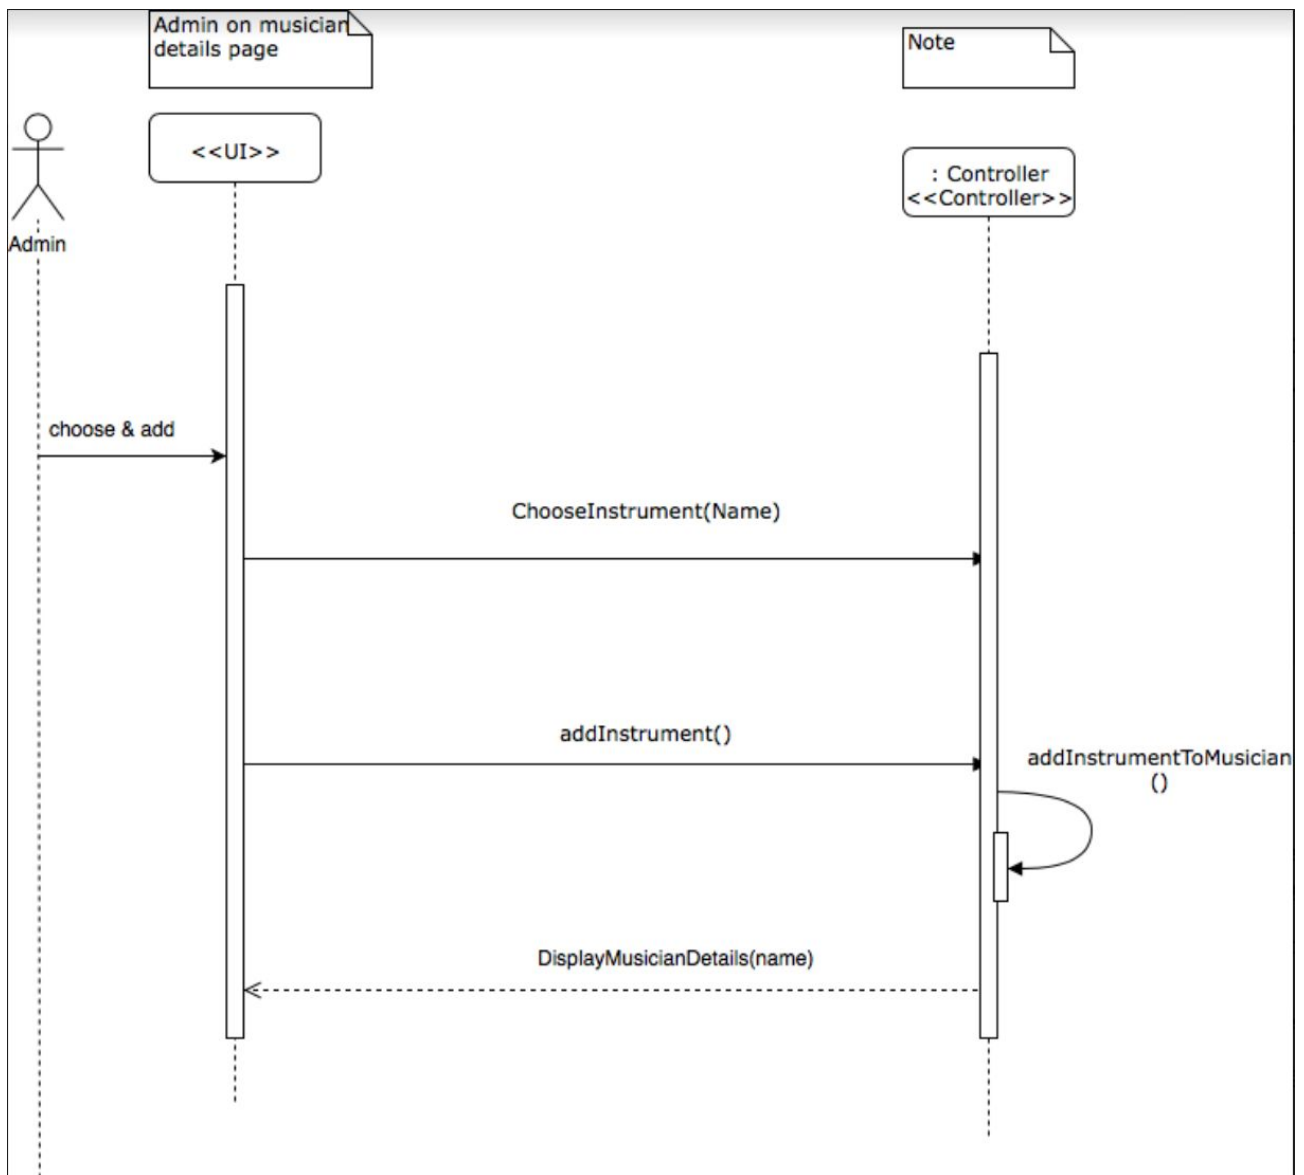 Admin on musician
details page
Note
<<UI>>
: Controller
<<Controller>>
Admin
choose & add
ChooseInstrument(Name)
addInstrument()
addInstrumentToMusician
()
DisplayMusicianDetails(name)